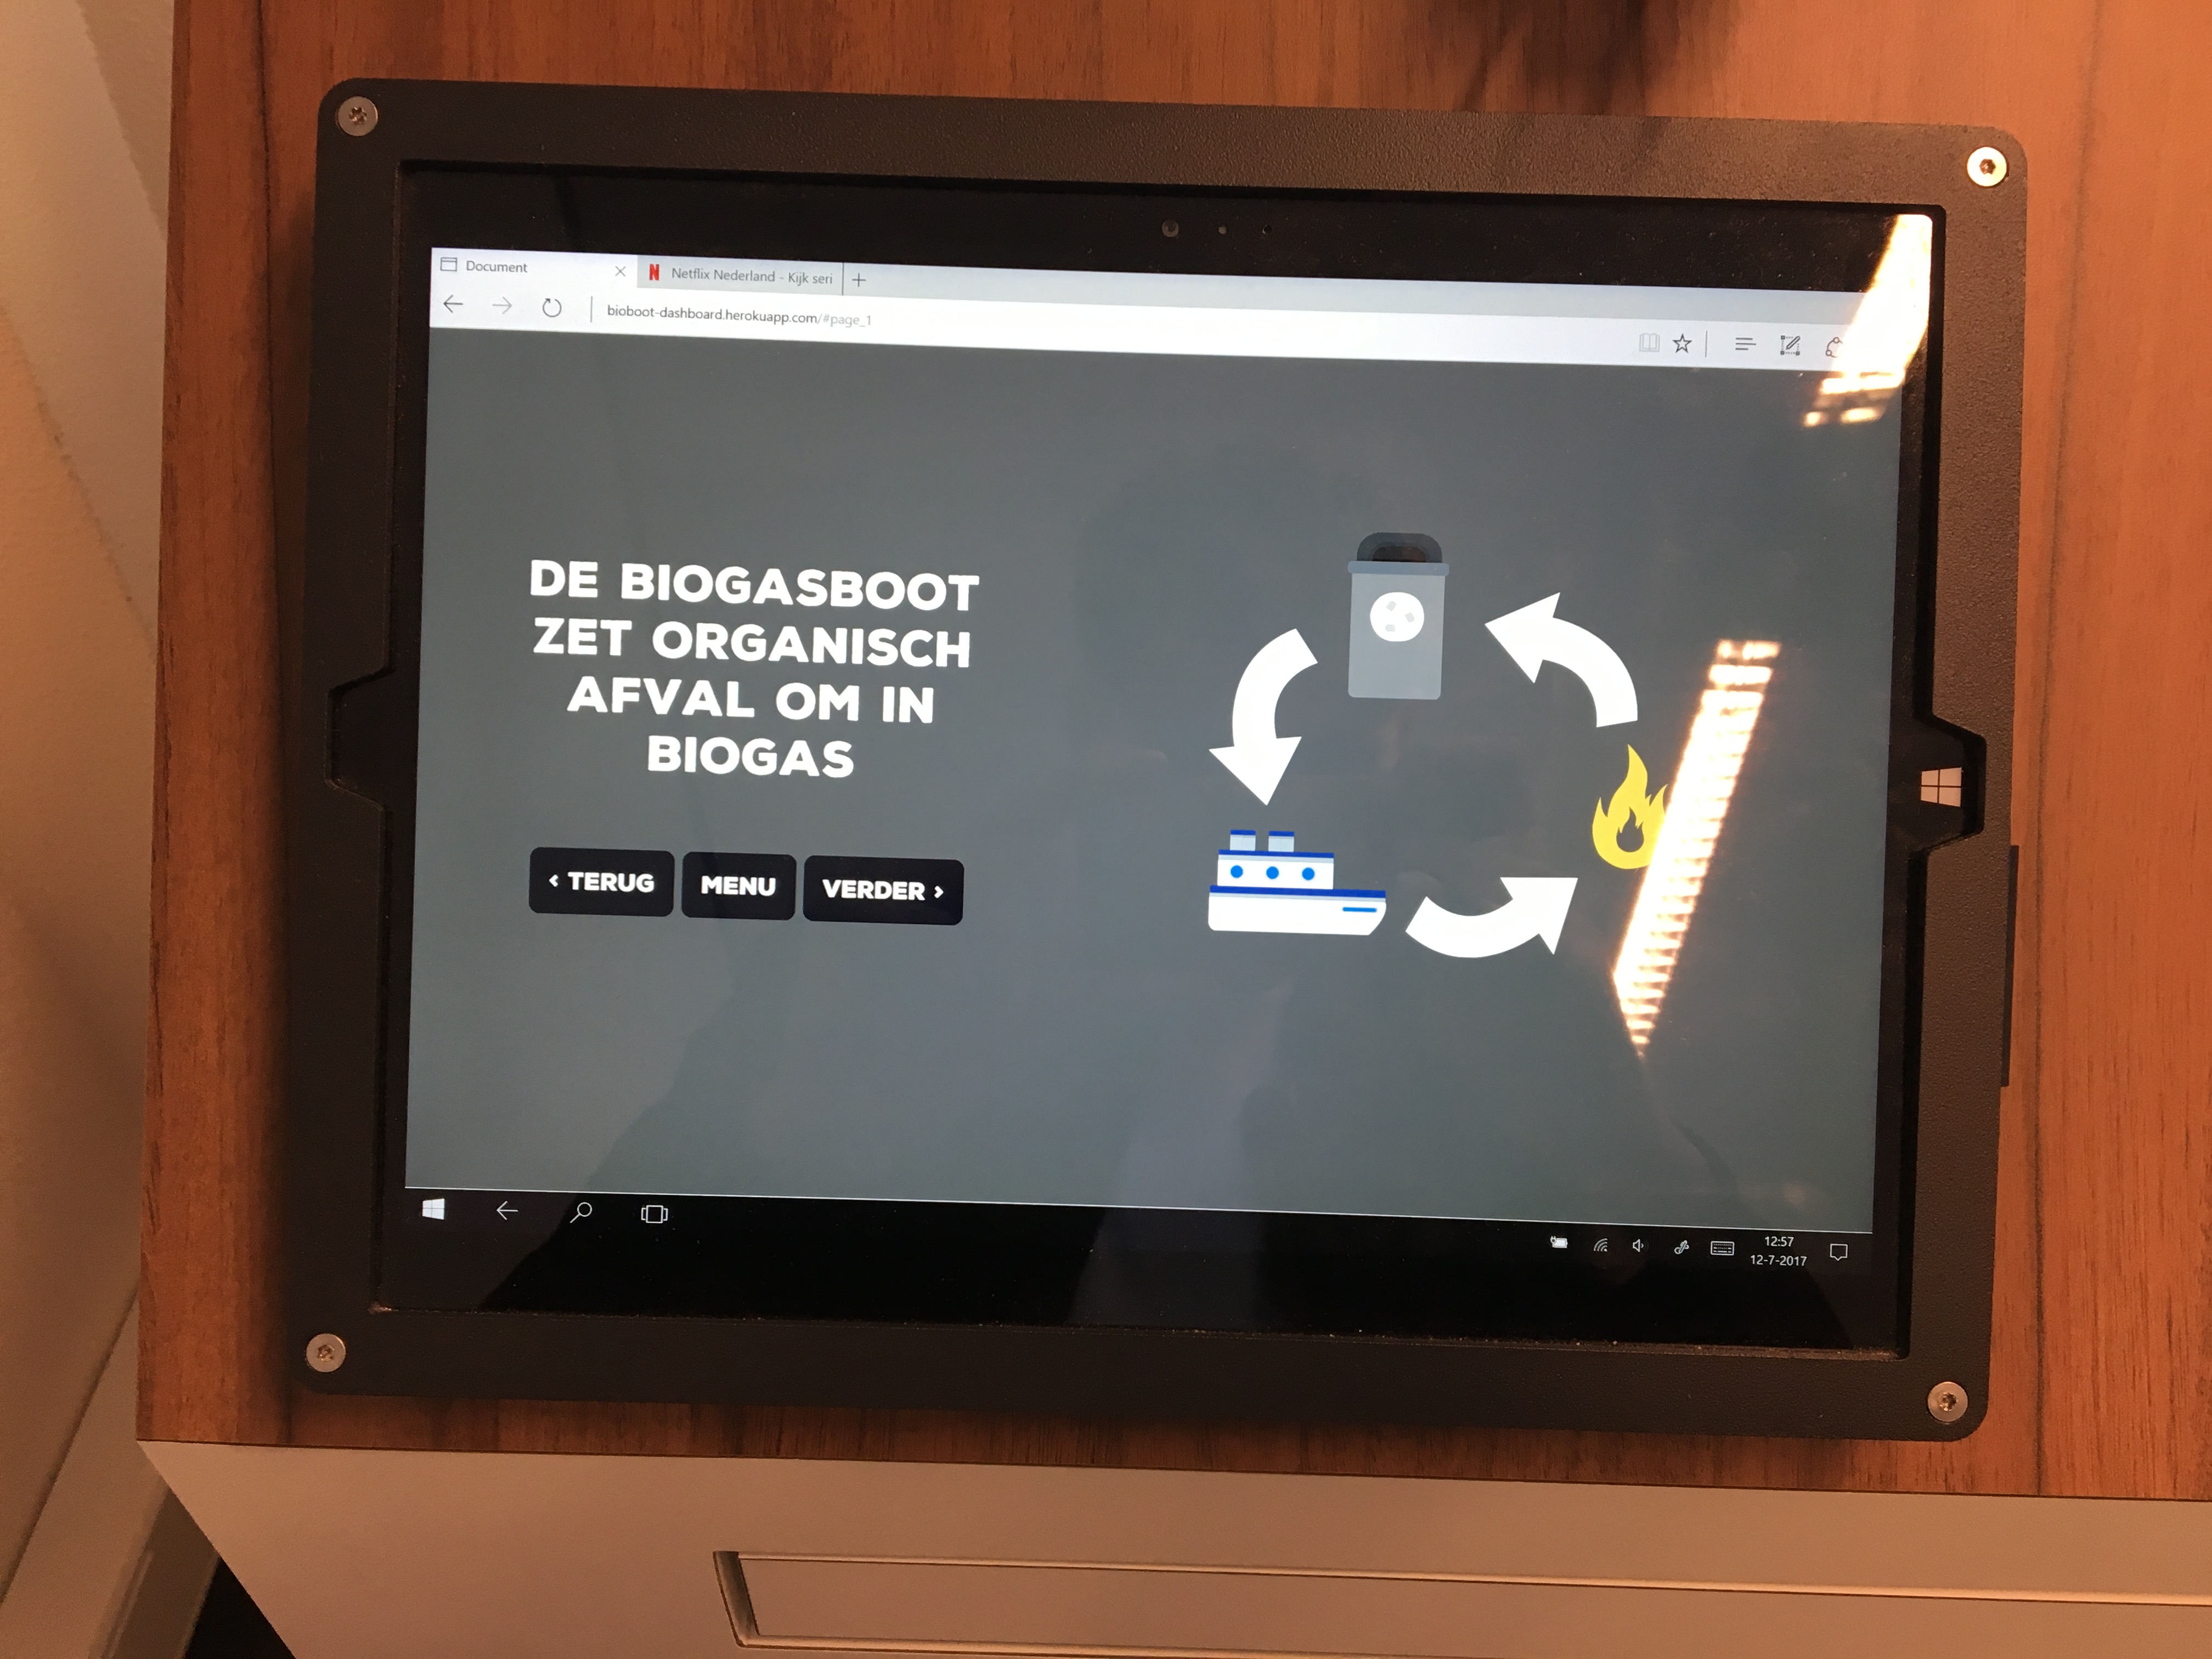 Document
Netflix Nederland - Kijk seri
bioboot-dashboard.herokuapp.com/#page_1
DE BIOGASBOOT
ZET ORGANISCH
AFVAL OM IN
BIOGAS
‹ TERUG MENU VERDER ›
12:57
12-7-2017